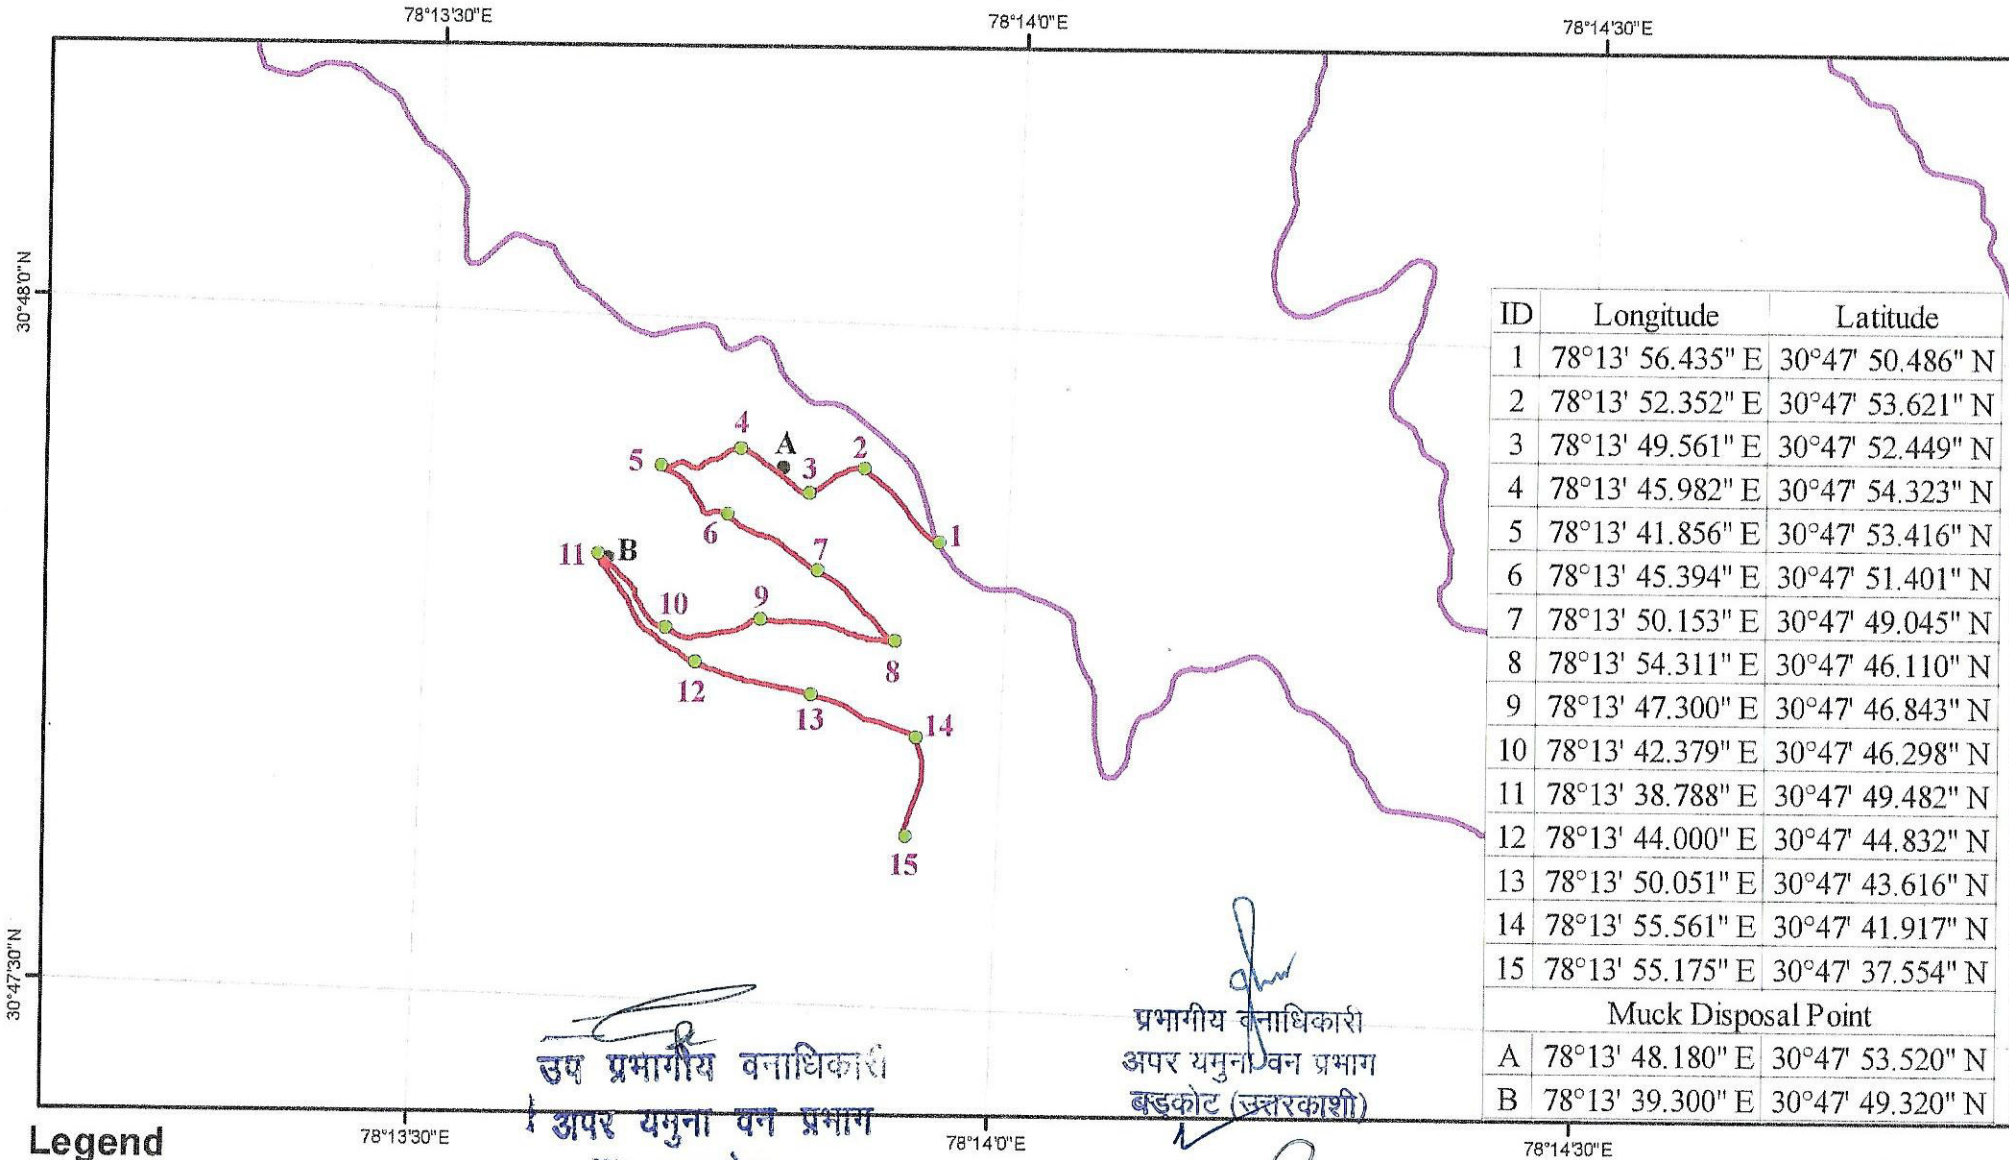 78°13'30"E 78°14'0"E 78°14'30"E
30°48'0"N
30°47'30"N
4
A
2
5
3
6
1
11 B
7
10
9
8
12
13
14
15
ID Longitude Latitude
1 78°13' 56.435" E 30°47' 50.486" N
2 78°13' 52.352" E 30°47' 53.621" N
3 78°13' 49.561" E 30°47' 52.449" N
4 78°13' 45.982" E 30°47' 54.323" N
5 78°13' 41.856" E 30°47' 53.416" N
6 78°13' 45.394" E 30°47' 51.401" N
7 78°13' 50.153" E 30°47' 49.045" N
8 78°13' 54.311" E 30°47' 46.110" N
9 78°13' 47.300" E 30°47' 46.843" N
10 78°13' 42.379" E 30°47' 46.298" N
11 78°13' 38.788" E 30°47' 49.482" N
12 78°13' 44.000" E 30°47' 44.832" N
13 78°13' 50.051" E 30°47' 43.616" N
14 78°13' 55.561" E 30°47' 41.917" N
15 78°13' 55.175" E 30°47' 37.554" N
Muck Disposal Point
A 78°13' 48.180" E 30°47' 53.520" N
B 78°13' 39.300" E 30°47' 49.320" N
उप प्रभागीय वनाधिकारी
अपर यमुना वन प्रभाग
प्रभागीय वनाधिकारी
अपर यमुना वन प्रभाग
बड़कोट (उत्तरकाशी)
78°13'30"E 78°14'0"E 78°14'30"E
Legend